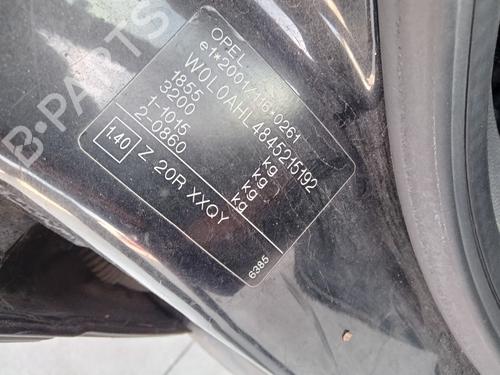 B-PARTS
OPEL
e1*2001/116*0261
W0L0AHL4845215192
1855 kg
3200 kg
1-1015 kg
2-0860 kg
1.40 Z 20R XXQY
6385